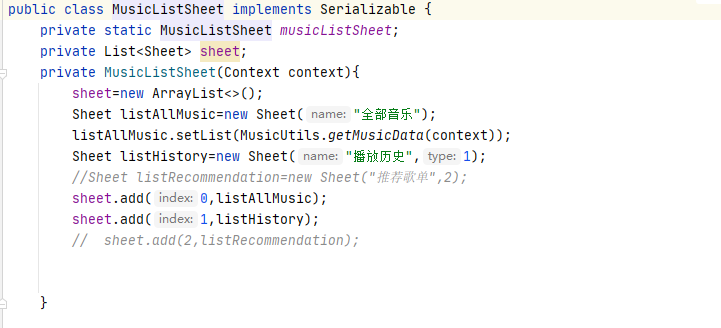 public class MusicListSheet implements Serializable {
private static MusicListSheet musicListSheet;
private List<Sheet> sheet;
private MusicListSheet(Context context){
sheet=new ArrayList<>();
Sheet listAllMusic=new Sheet( name: "全部音乐");
listAllMusic.setList(MusicUtils.getMusicData(context));
Sheet listHistory=new Sheet( name: "播放历史", type: 1);
//Sheet listRecommendation=new Sheet("推荐歌单",2);
sheet.add( index: 0,listAllMusic);
sheet.add( index: 1,listHistory);
//  sheet.add(2,listRecommendation);
}